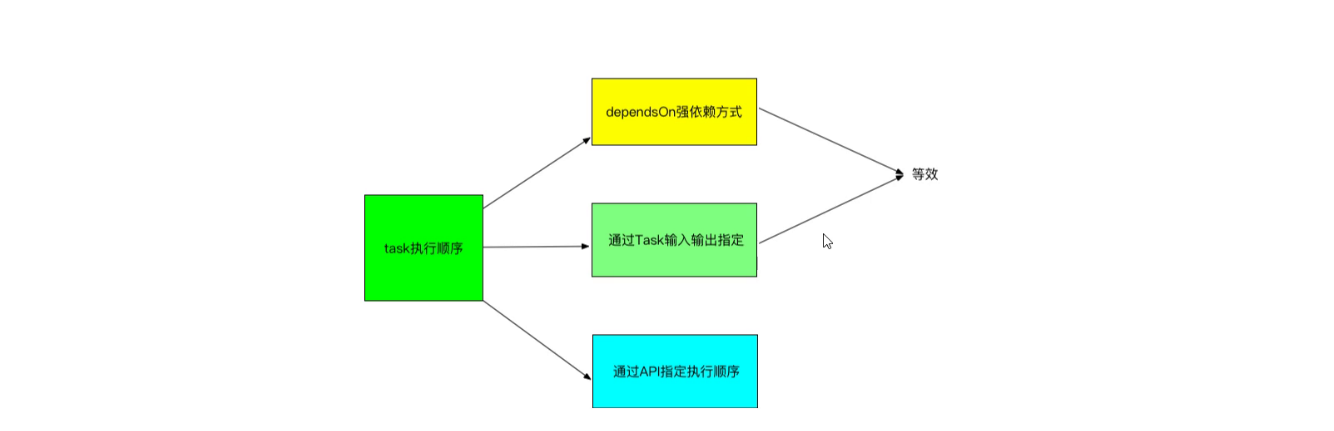 dependsOn强依赖方式
等效
通过Task输入输出指定
task执行顺序
通过API指定执行顺序